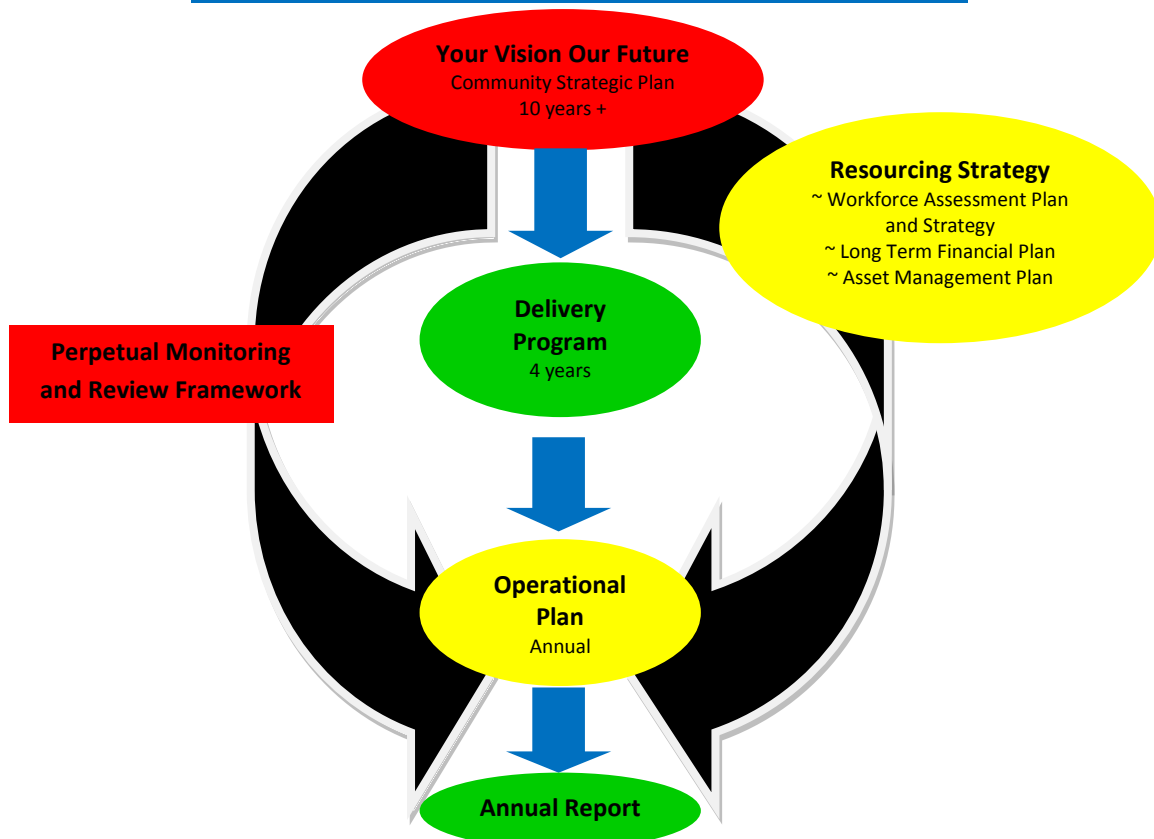 Your Vision Our Future
Community Strategic Plan
10 years +
Resourcing Strategy
~ Workforce Assessment Plan
and Strategy
~ Long Term Financial Plan
~ Asset Management Plan
Delivery
Program
4 years
Perpetual Monitoring
and Review Framework
Operational
Plan
Annual
Annual Report